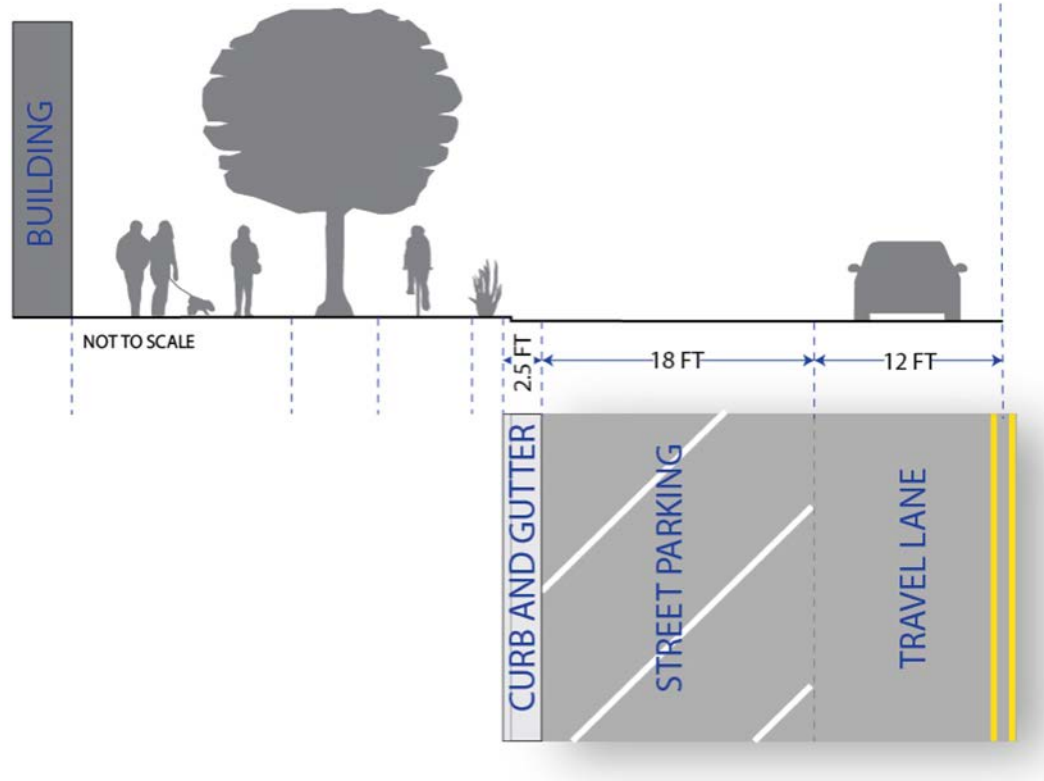 BUILDING
NOT TO SCALE
2.5 FT
18 FT
12 FT
CURB AND GUTTER
STREET PARKING
TRAVEL LANE